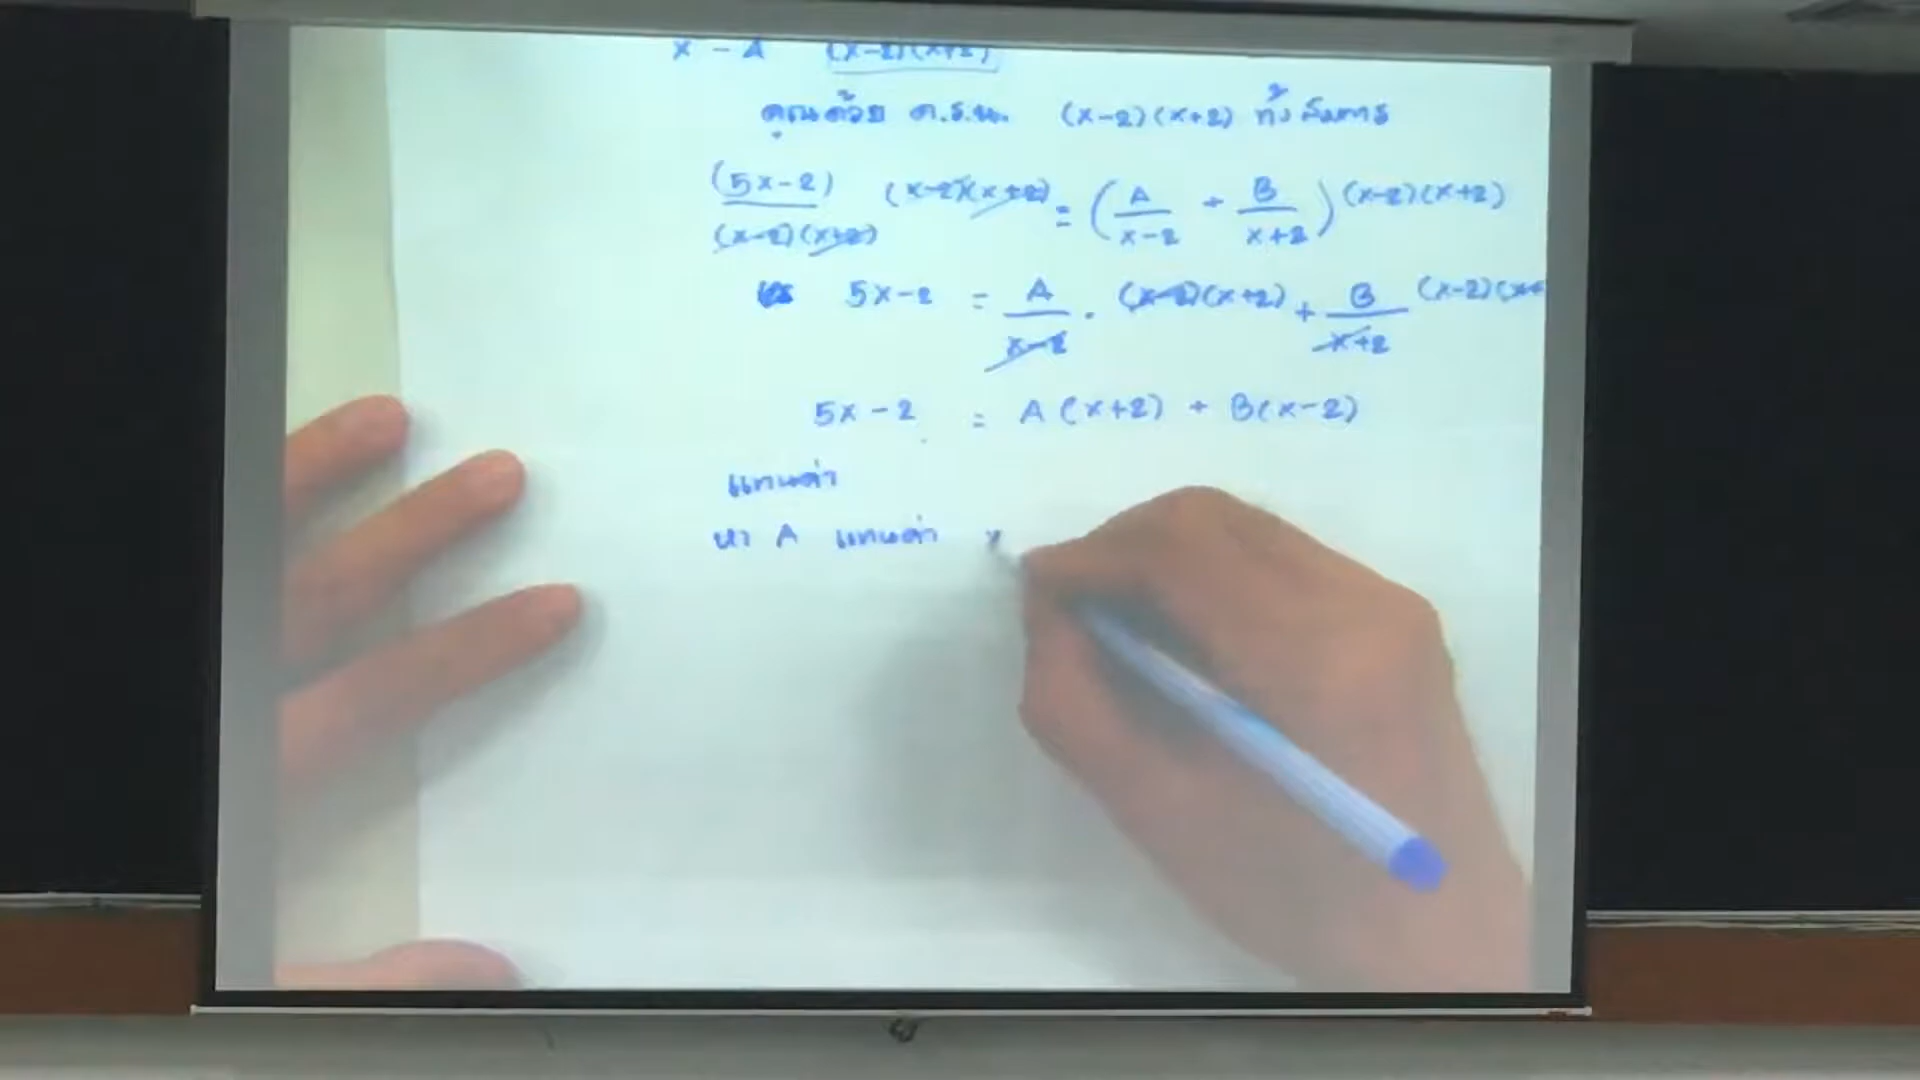 x - A (x-2)(x+2)
คูณด้วย ค.ร.น. (x-2)(x+2) ทั้งสมการ
(5x-2)/(x-2)(x+2) (x-2)(x+2) = (A/x-2 + B/x+2)(x-2)(x+2)
5x-2 = A/x-2 . (x-2)(x+2) + B/x+2 (x-2)(x+
5x-2 = A(x+2) + B(x-2)
แทนค่า
หา A แทนค่า x